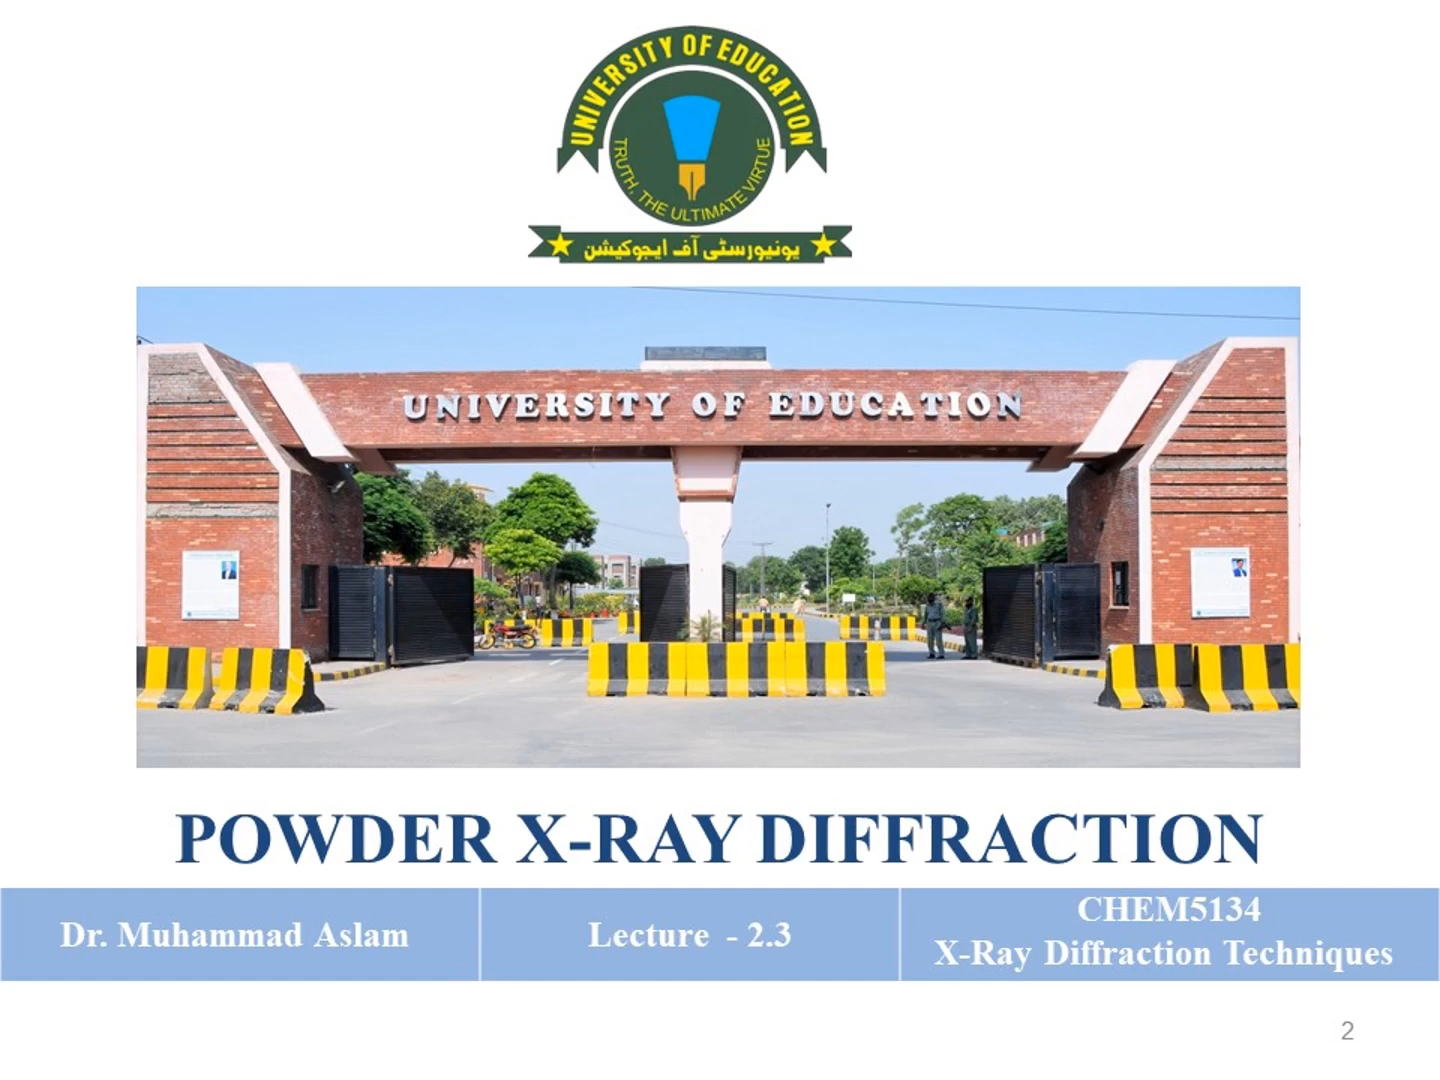 UNIVERSITY OF EDUCATION
TRUTH, THE ULTIMATE VIRTUE
یونیورسٹی آف ایجوکیشن
UNIVERSITY OF EDUCATION
POWDER X-RAY DIFFRACTION
Dr. Muhammad Aslam
Lecture - 2.3
CHEM5134
X-Ray Diffraction Techniques
2